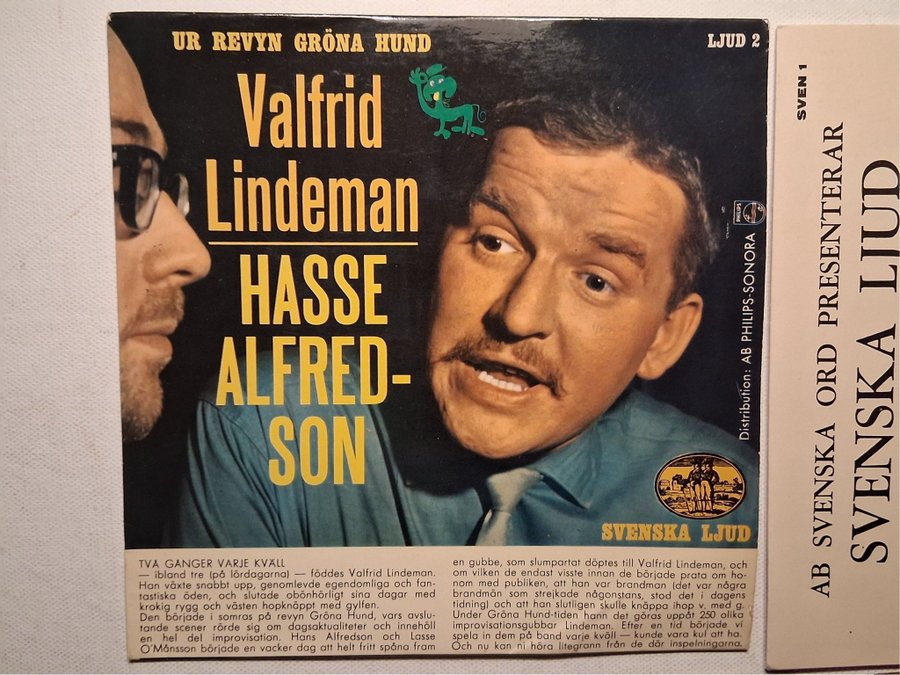 UR REVYN GRÖNA HUND
LJUD 2
Valfrid
Lindeman
HASSE
ALFRED-
SON
PHILIPS
Distribution: AB PHILIPS-SONORA
SVENSKA LJUD
TVÅ GÅNGER VARJE KVÄLL
— ibland tre (på lördagarna) — föddes Valfrid Lindeman.
Han växte snabbt upp, genomlevde egendomliga och fan-
tastiska öden, och slutade obönhörligt sina dagar med
krokig rygg och västen hopknäppt med gylfen.
Den började i somras på revyn Gröna Hund, vars avslu-
tande scener rörde sig om dagsaktualiteter och innehöll
en hel del improvisation. Hans Alfredson och Lasse
O'Månsson började en vacker dag att helt fritt spåna fram
en gubbe, som slumpartat döptes till Valfrid Lindeman, och
om vilken de endast visste innan de började prata om ho-
nom med publiken, att han var brandman (det var några
brandmän som strejkade någonstans, stod det i dagens
tidning) och att han slutligen skulle knäppa ihop v. med g.
Under Gröna Hund-tiden hann det göras uppåt 250 olika
improvisationsgubbar Lindeman. Efter en tid började vi
spela in dem på band varje kväll — kunde vara kul att ha.
Och nu kan ni höra litegrann från de där inspelningarna.
SVEN 1
AB SVENSKA ORD PRESENTERAR
SVENSKA LJUD